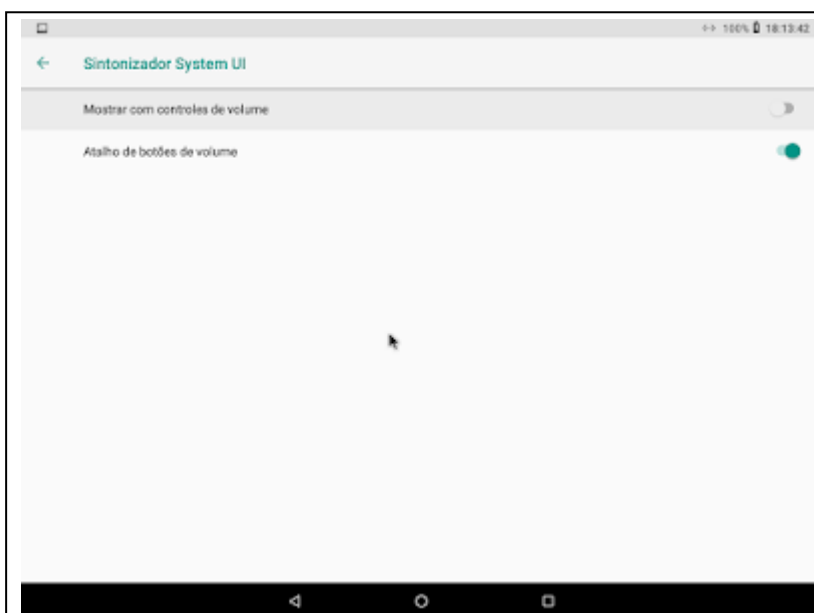 100% 18:13:42
Sintonizador System UI
Mostrar com controles de volume
Atalho de botões de volume